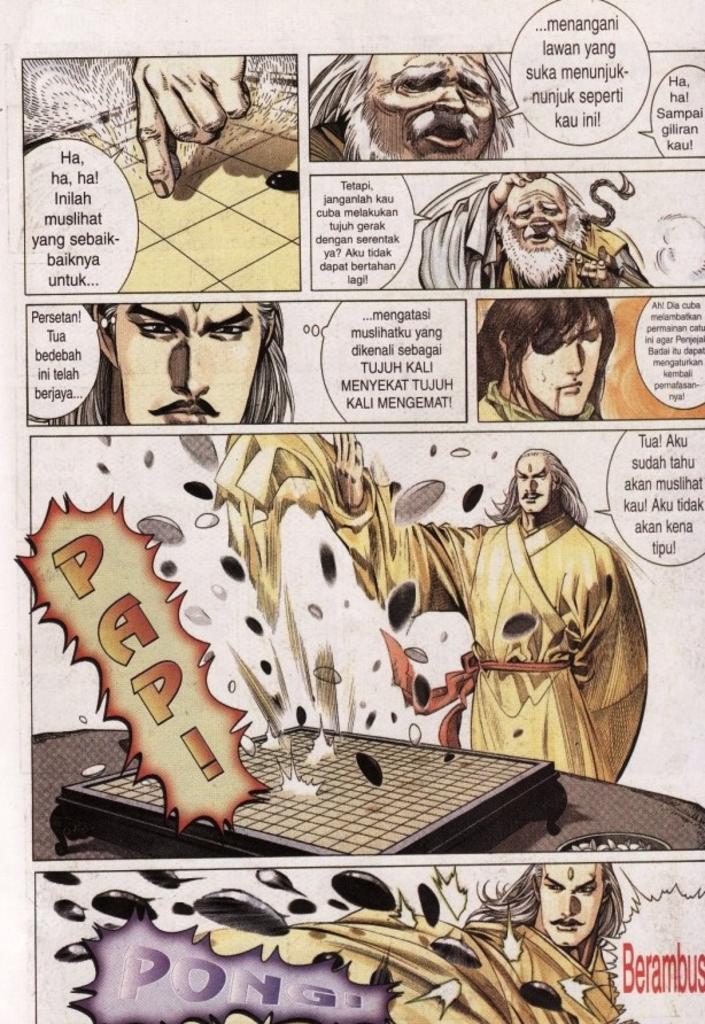 Ha,
ha, ha!
Inilah
muslihat
yang sebaik-
baiknya
untuk...
...menangani
lawan yang
suka menunjuk-
nunjuk seperti
kau ini!
Ha,
ha!
Sampai
giliran
kau!
Tetapi,
janganlah kau
cuba melakukan
tujuh gerak
dengan serentak
ya? Aku tidak
dapat bertahan
lagi!
Persetan!
Tua
bedebah
ini telah
berjaya...
...mengatasi
muslihatku yang
dikenali sebagai
TUJUH KALI
MENYEKAT TUJUH
KALI MENGEMAT!
Ah! Dia cuba
melambatkan
permainan catu
ini agar Penjejak
Badai itu dapat
mengaturkan
kembali
pernafasan-
nya!
Tua! Aku
sudah tahu
akan muslihat
kau! Aku tidak
akan kena
tipu!
PAP!
PONG!
Berambus